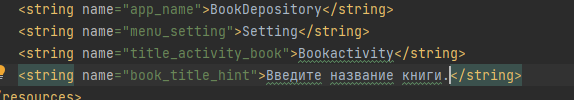 <string name="app_name">BookDepository</string>
<string name="menu_setting">Setting</string>
<string name="title_activity_book">Bookactivity</string>
<string name="book_title_hint">Введите название книги.</string>
/resources>